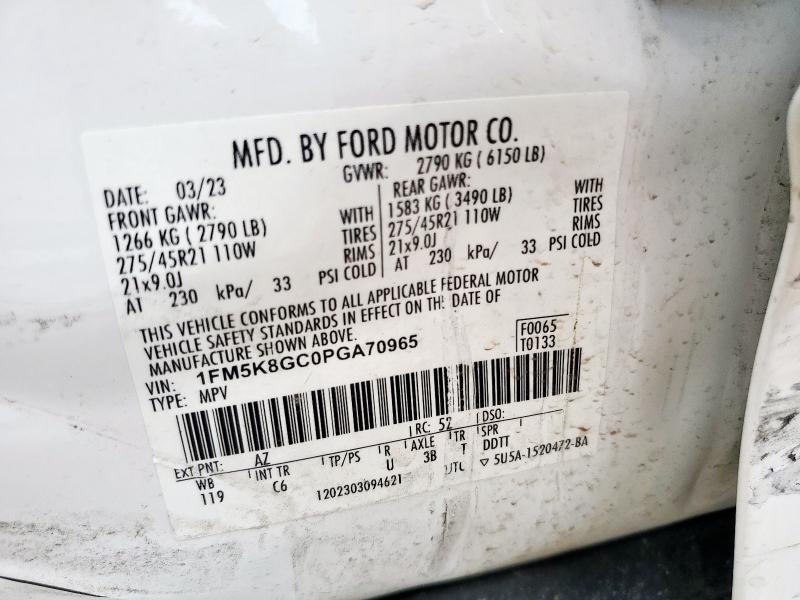 MFD. BY FORD MOTOR CO.
DATE: 03/23
GVWR: 2790 KG ( 6150 LB)
FRONT GAWR:
1266 KG ( 2790 LB) WITH
275/45R21 110W TIRES
21x9.0J RIMS
AT 230 kPa/ 33 PSI COLD
REAR GAWR: WITH
1583 KG ( 3490 LB) TIRES
275/45R21 110W RIMS
21x9.0J
AT 230 kPa/ 33 PSI COLD
THIS VEHICLE CONFORMS TO ALL APPLICABLE FEDERAL MOTOR
VEHICLE SAFETY STANDARDS IN EFFECT ON THE DATE OF
MANUFACTURE SHOWN ABOVE.
F0065
T0133
VIN: 1FM5K8GC0PGA70965
TYPE: MPV
EXT PNT: AZ RC: 52 DSO:
WB INT TR TP/PS R AXLE TR SPR
119 C6 U 3B T DDTT
1202303094621 UTC 5U5A-1520472-BA